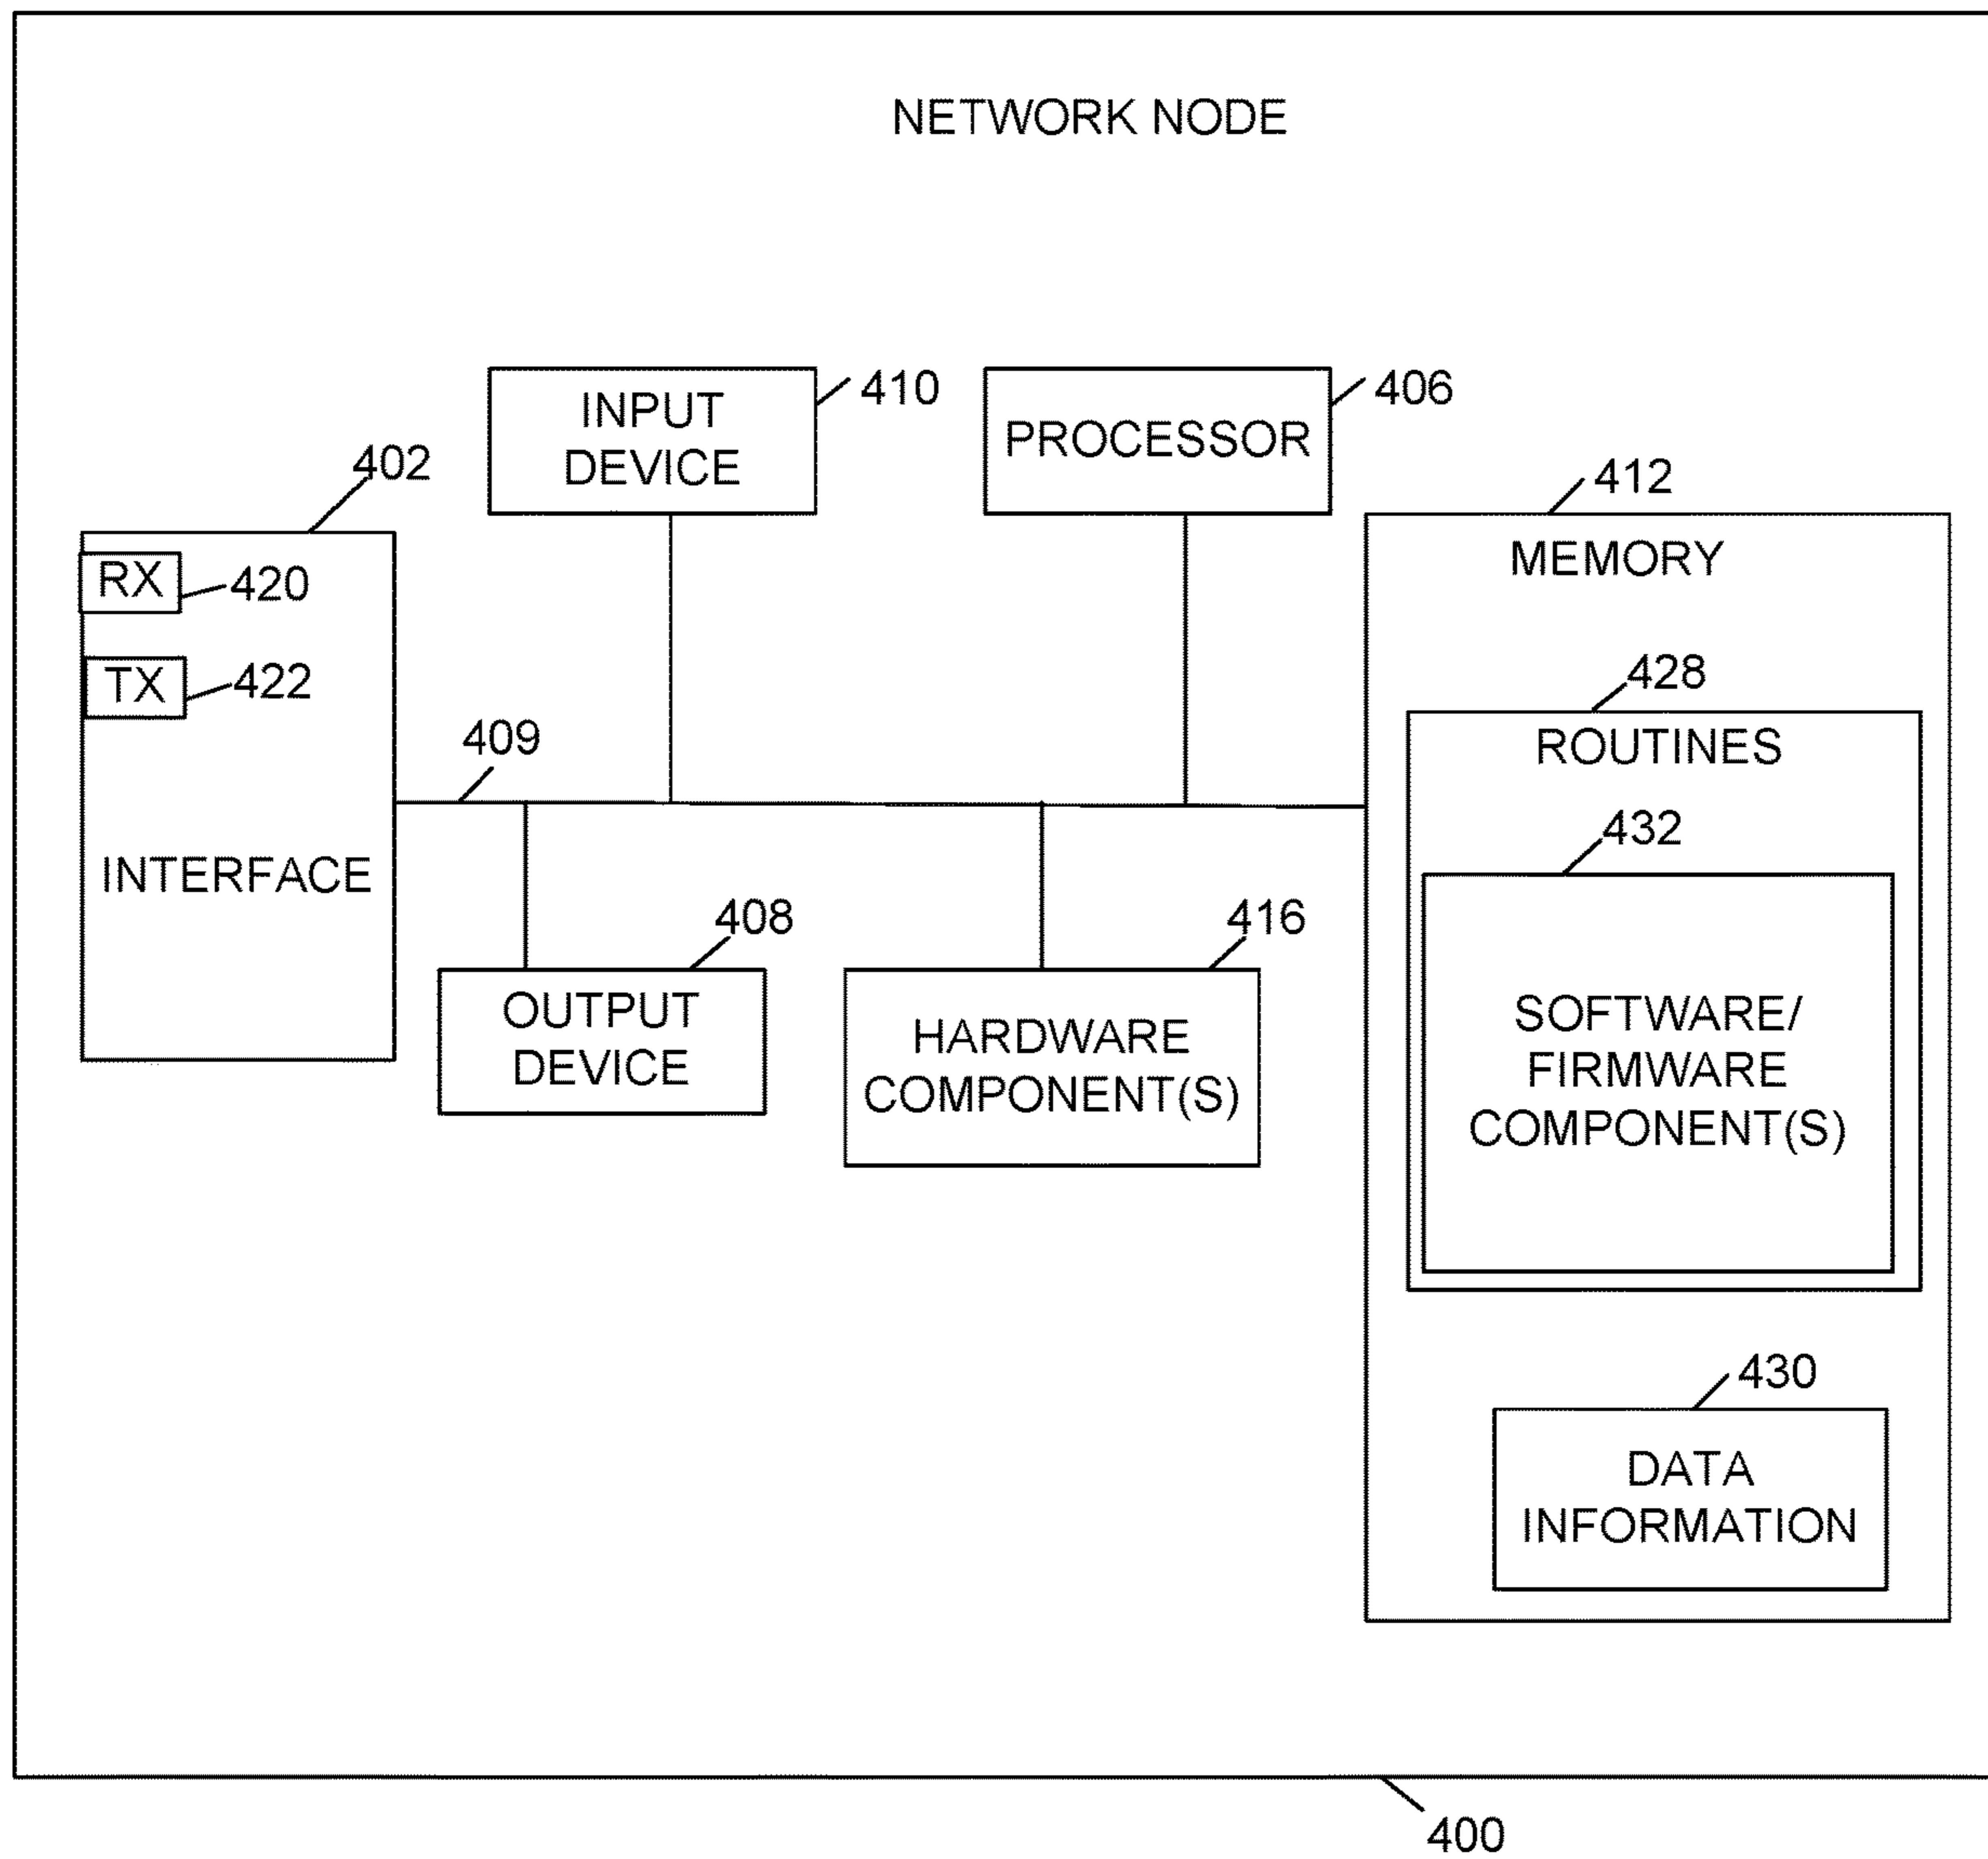 NETWORK NODE
INPUT
DEVICE
410
PROCESSOR
406
402
RX
420
TX
422
INTERFACE
409
412
MEMORY
428
ROUTINES
432
SOFTWARE/
FIRMWARE
COMPONENT(S)
408
OUTPUT
DEVICE
416
HARDWARE
COMPONENT(S)
430
DATA
INFORMATION
400